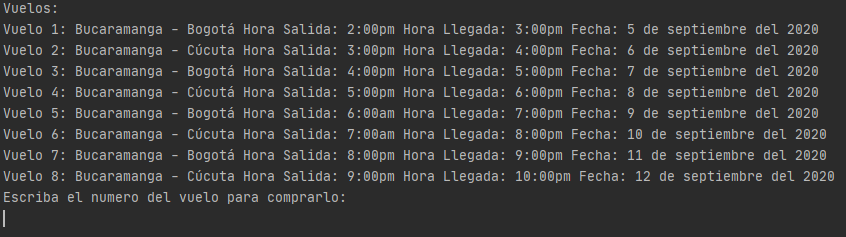 Vuelos:
Vuelo 1: Bucaramanga - Bogotá Hora Salida: 2:00pm Hora Llegada: 3:00pm Fecha: 5 de septiembre del 2020
Vuelo 2: Bucaramanga - Cúcuta Hora Salida: 3:00pm Hora Llegada: 4:00pm Fecha: 6 de septiembre del 2020
Vuelo 3: Bucaramanga - Bogotá Hora Salida: 4:00pm Hora Llegada: 5:00pm Fecha: 7 de septiembre del 2020
Vuelo 4: Bucaramanga - Cúcuta Hora Salida: 5:00pm Hora Llegada: 6:00pm Fecha: 8 de septiembre del 2020
Vuelo 5: Bucaramanga - Bogotá Hora Salida: 6:00am Hora Llegada: 7:00pm Fecha: 9 de septiembre del 2020
Vuelo 6: Bucaramanga - Cúcuta Hora Salida: 7:00am Hora Llegada: 8:00pm Fecha: 10 de septiembre del 2020
Vuelo 7: Bucaramanga - Bogotá Hora Salida: 8:00pm Hora Llegada: 9:00pm Fecha: 11 de septiembre del 2020
Vuelo 8: Bucaramanga - Cúcuta Hora Salida: 9:00pm Hora Llegada: 10:00pm Fecha: 12 de septiembre del 2020
Escriba el numero del vuelo para comprarlo: